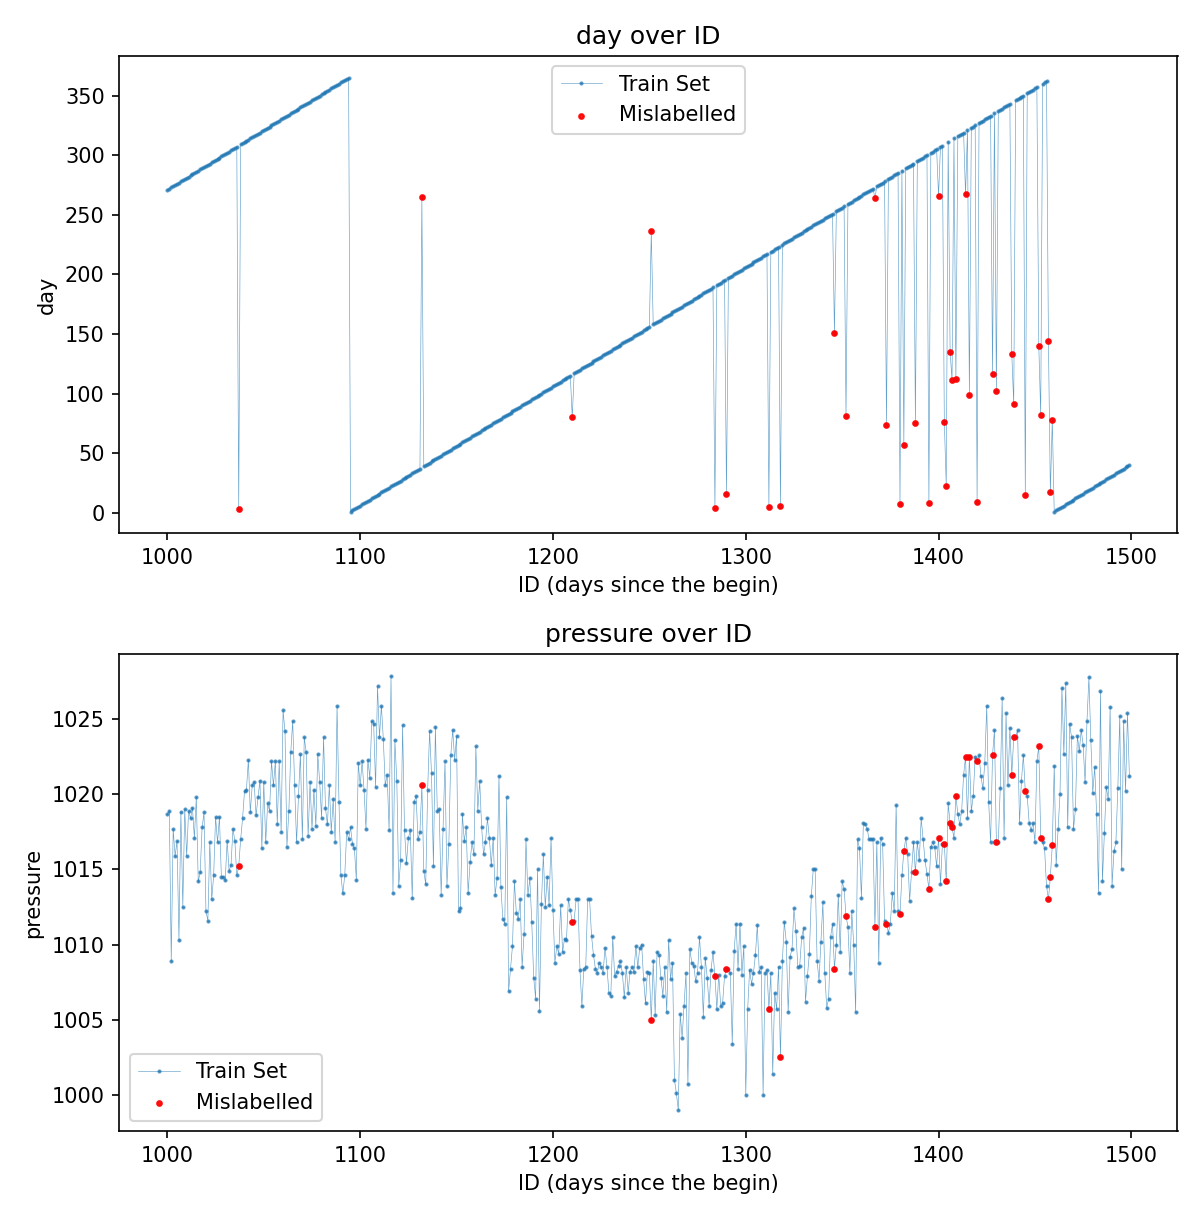 day over ID
Train Set
Mislabelled
350
300
250
200
150
100
50
0
day
1000 1100 1200 1300 1400 1500
ID (days since the begin)
pressure over ID
1025
1020
1015
1010
1005
1000
pressure
Train Set
Mislabelled
1000 1100 1200 1300 1400 1500
ID (days since the begin)